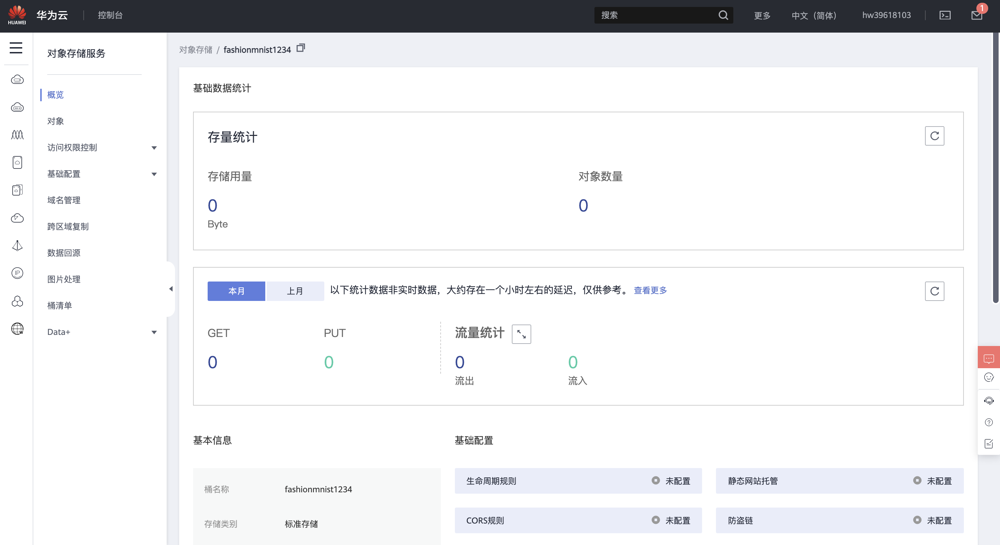 HUAWEI
华为云
控制台
搜索
更多
中文（简体）
hw39618103
1
对象存储服务
概览
对象
访问权限控制
基础配置
域名管理
跨区域复制
数据回源
图片处理
桶清单
Data+
IP
W
对象存储 / fashionmnist1234
基础数据统计
存量统计
存储用量
0
Byte
对象数量
0
本月
上月
以下统计数据非实时数据，大约存在一个小时左右的延迟，仅供参考。 查看更多
GET
0
PUT
0
流量统计
0
流出
0
流入
基本信息
桶名称 fashionmnist1234
存储类别 标准存储
基础配置
生命周期规则 未配置
静态网站托管 未配置
CORS规则 未配置
防盗链 未配置